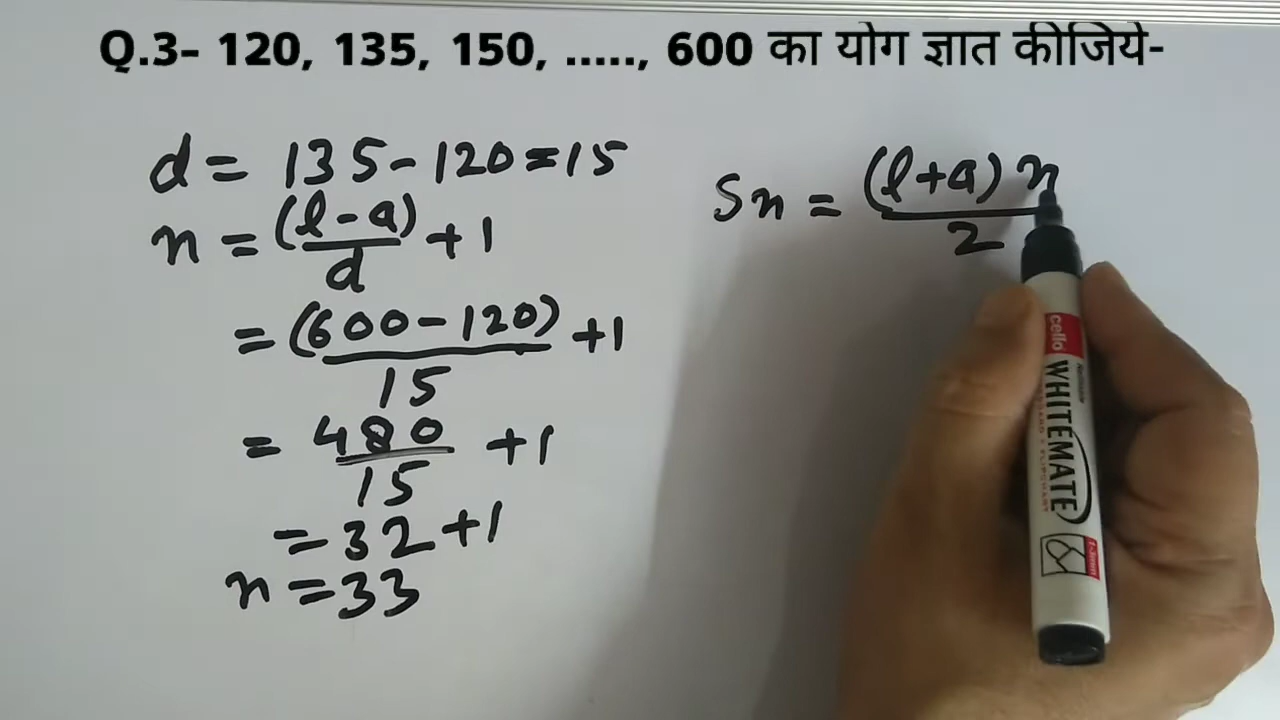 Q.3- 120, 135, 150, ....., 600 का योग ज्ञात कीजिये-
d = 135 - 120 = 15
n = (l - a)/d + 1
= (600 - 120)/15 + 1
= 480/15 + 1
= 32 + 1
n = 33
Sn = (l + a) n/2
cello
WHITEMATE